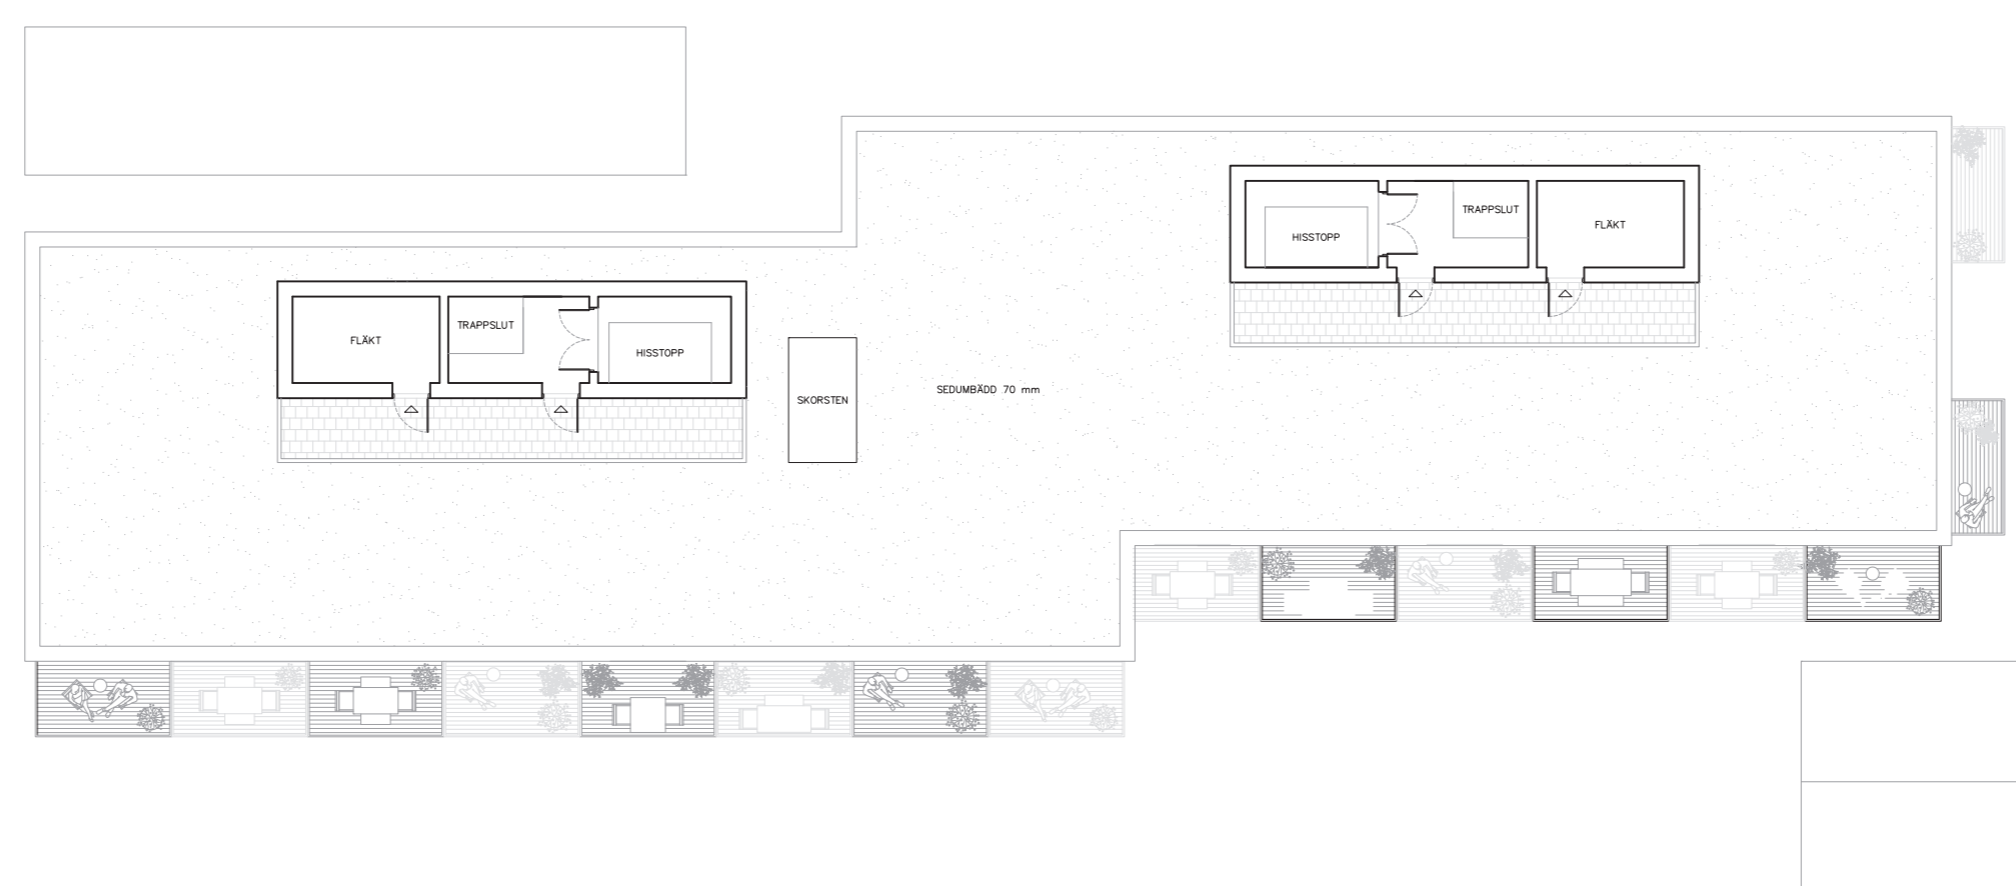 HISSTOPP
TRAPPSLUT
FLÄKT
FLÄKT
TRAPPSLUT
HISSTOPP
SKORSTEN
SEDUMBÄDD 70 mm